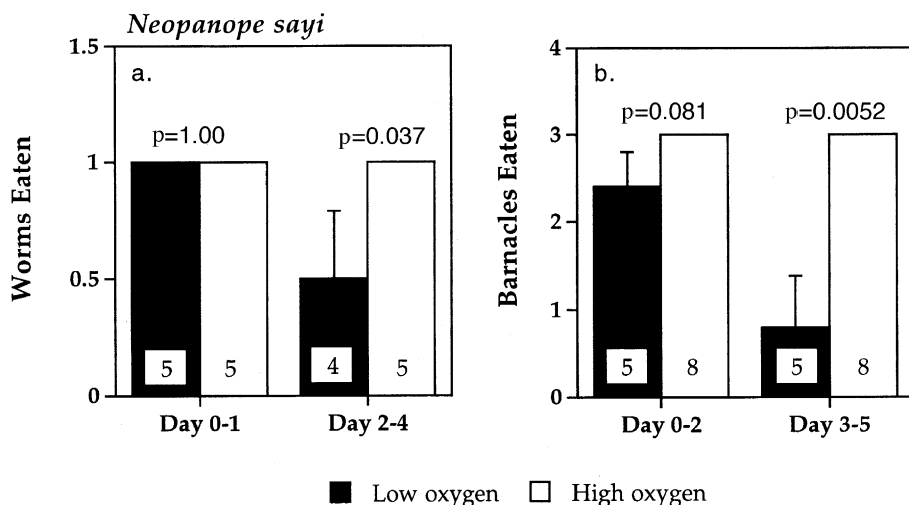 Neopanope sayi
a.
Worms Eaten
1.5
1
0.5
0
p=1.00
p=0.037
5
5
4
5
Day 0-1
Day 2-4
b.
Barnacles Eaten
4
3
2
1
0
p=0.081
p=0.0052
5
8
5
8
Day 0-2
Day 3-5
Low oxygen
High oxygen